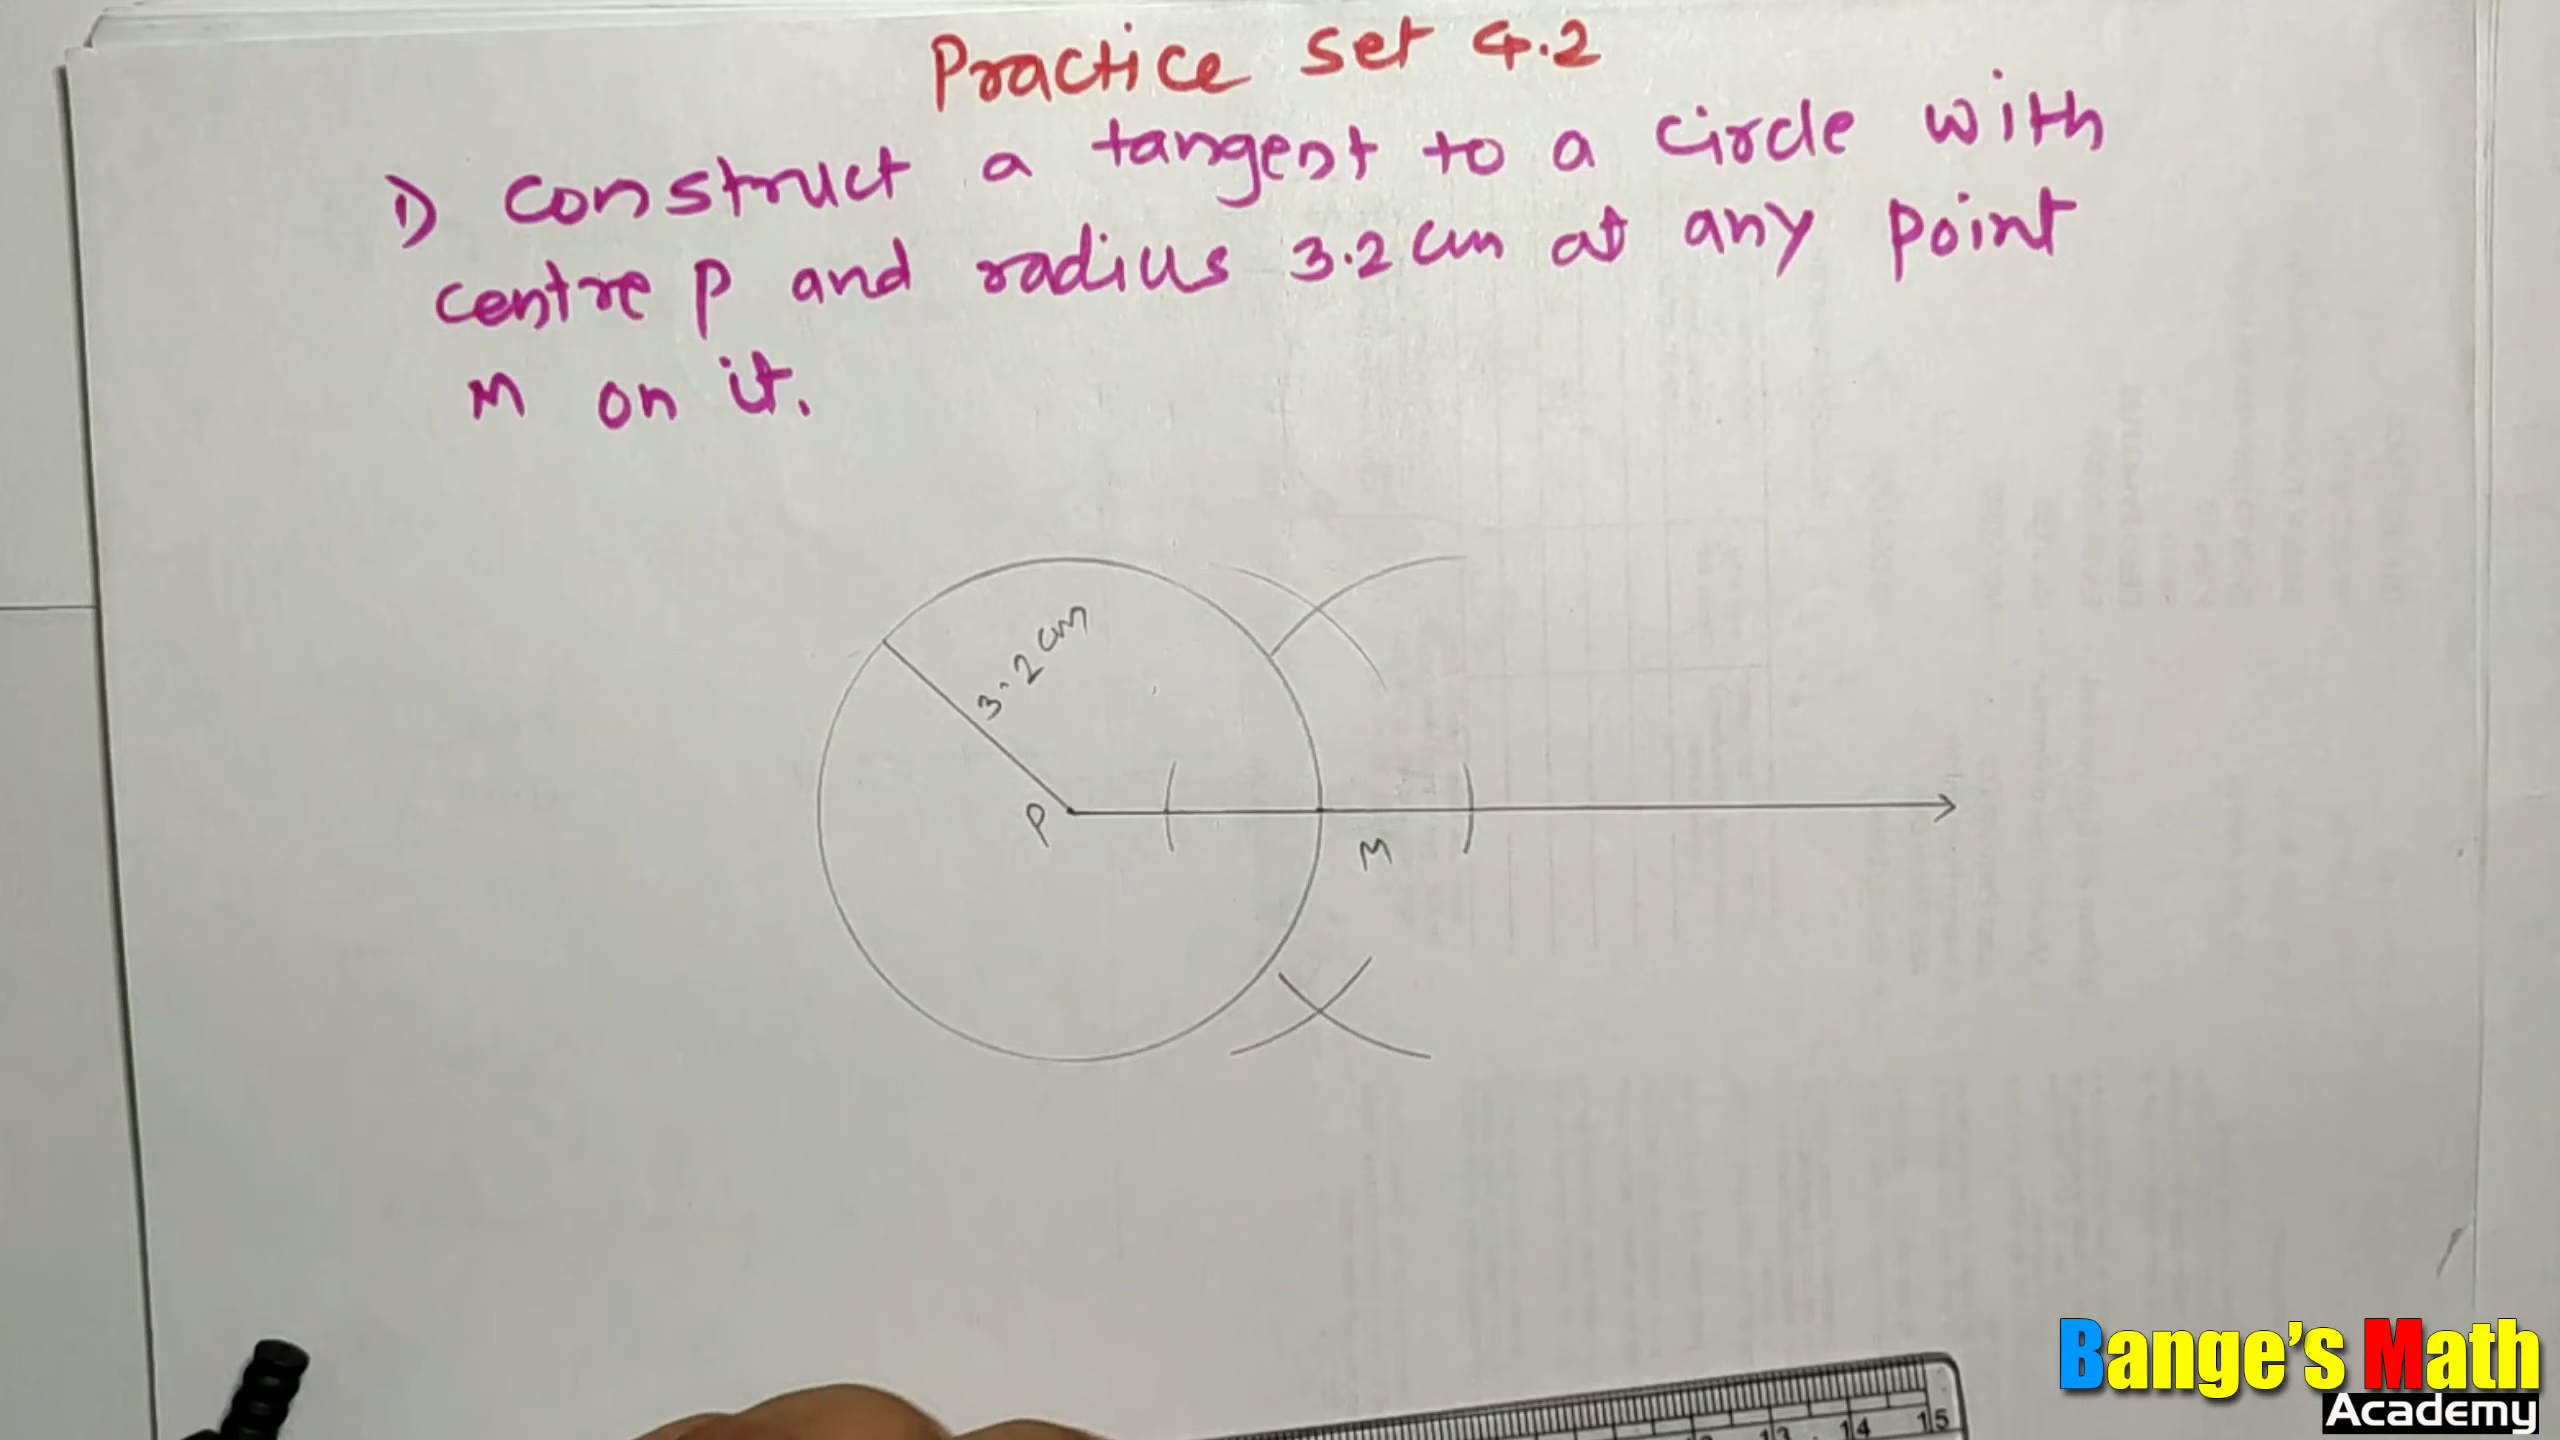 Practice set 4.2
1) construct a tangent to a circle with
centre P and radius 3.2 cm at any point
M on it.
3.2 cm
P
M
13 14 15
Bange's Math
Academy